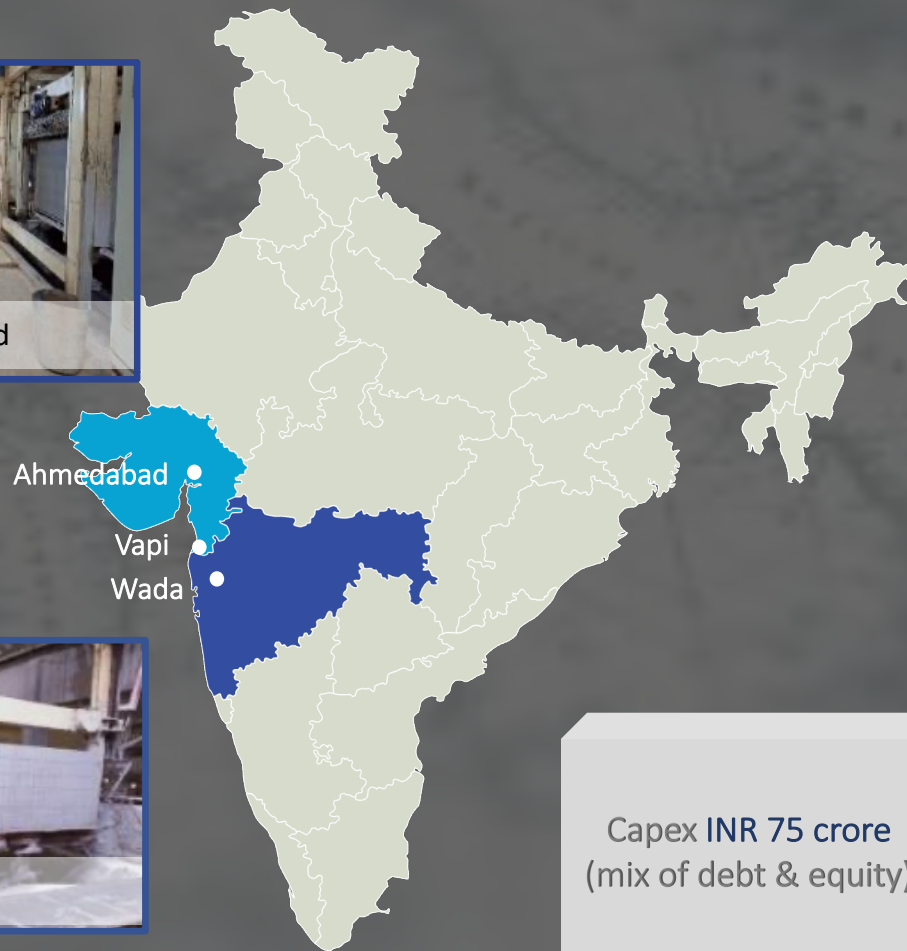 Ahmedabad
Vapi
Wada
Capex INR 75 crore
(mix of debt & equity)